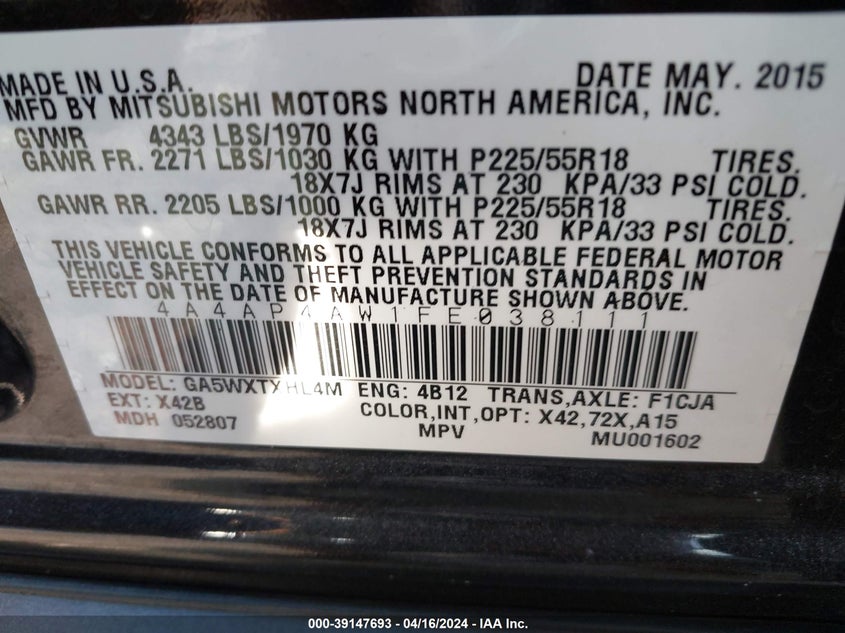 MADE IN U.S.A. DATE MAY. 2015
MFD BY MITSUBISHI MOTORS NORTH AMERICA, INC.
GVWR 4343 LBS/1970 KG
GAWR FR. 2271 LBS/1030 KG WITH P225/55R18 TIRES.
18X7J RIMS AT 230 KPA/33 PSI COLD.
GAWR RR. 2205 LBS/1000 KG WITH P225/55R18 TIRES.
18X7J RIMS AT 230 KPA/33 PSI COLD.
THIS VEHICLE CONFORMS TO ALL APPLICABLE FEDERAL MOTOR
VEHICLE SAFETY AND THEFT PREVENTION STANDARDS IN
EFFECT ON THE DATE OF MANUFACTURE SHOWN ABOVE.
4A4AP4AW1FE038111
MODEL: GA5WXTXHL4M ENG: 4B12 TRANS,AXLE: F1CJA
EXT: X42B COLOR,INT,OPT: X42,72X,A15
MDH 052807 MPV MU001602
000-39147693 - 04/16/2024 - IAA Inc.